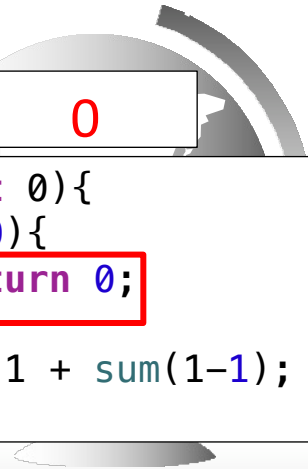 0
t 0){
){
turn 0;
1 + sum(1-1);